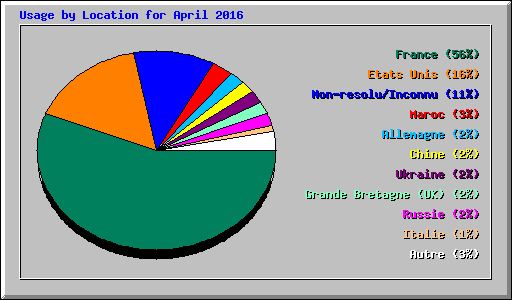 Usage by Location for April 2016
France (56%)
Etats Unis (16%)
Non-resolu/Inconnu (11%)
Maroc (3%)
Allemagne (2%)
Chine (2%)
Ukraine (2%)
Grande Bretagne (UK) (2%)
Russie (2%)
Italie (1%)
Autre (3%)